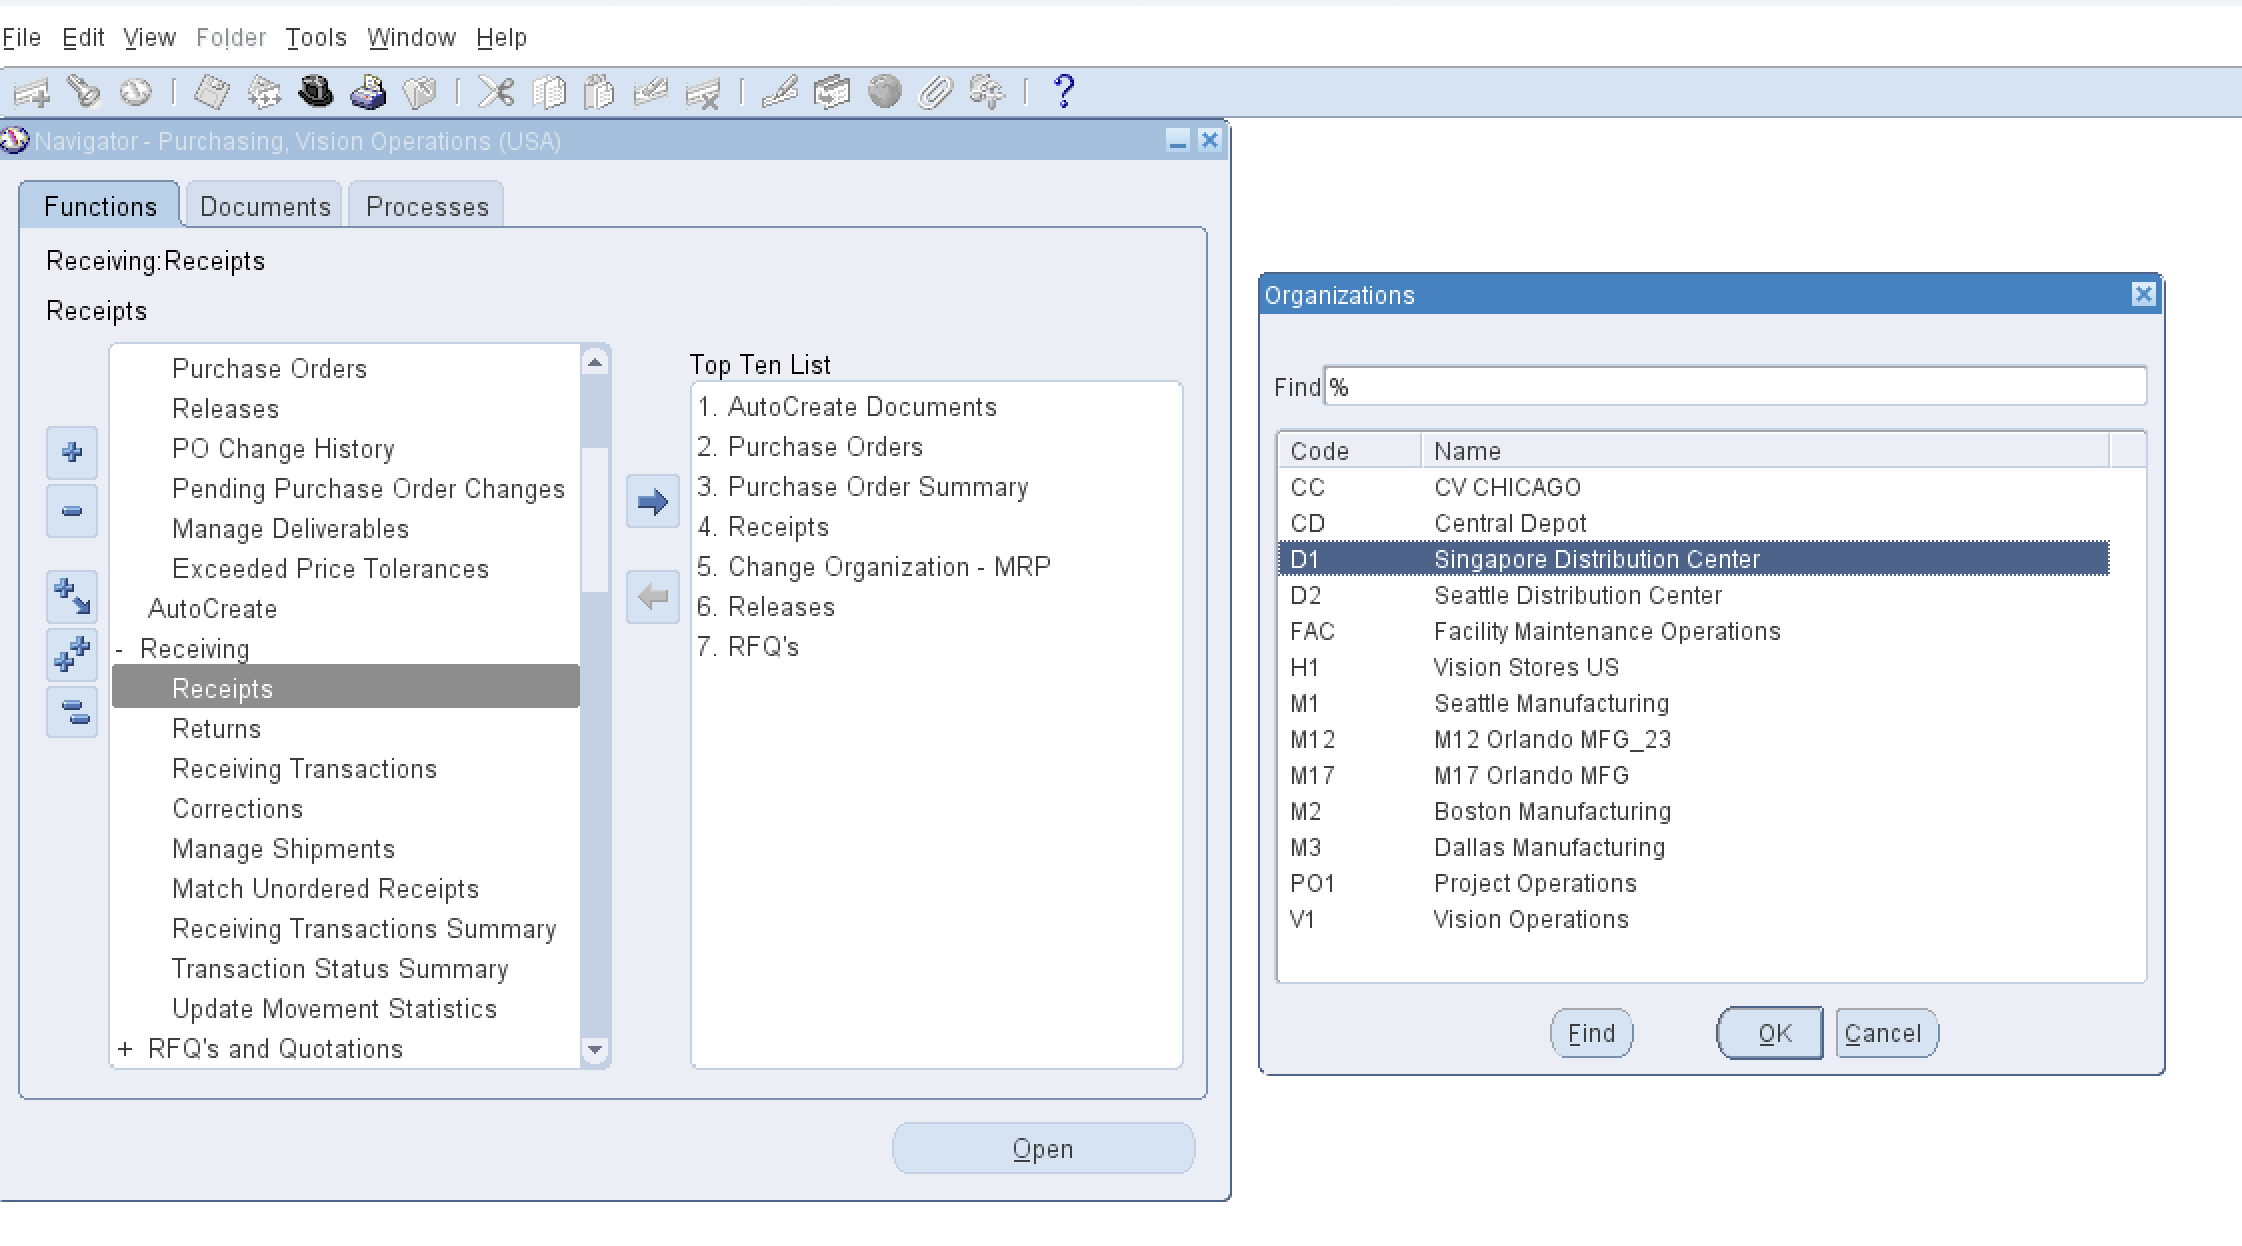 File Edit View Folder Tools Window Help
?
Navigator - Purchasing, Vision Operations (USA)
Functions
Documents
Processes
Receiving:Receipts
Receipts
Purchase Orders
Releases
PO Change History
Pending Purchase Order Changes
Manage Deliverables
Exceeded Price Tolerances
AutoCreate
- Receiving
Receipts
Returns
Receiving Transactions
Corrections
Manage Shipments
Match Unordered Receipts
Receiving Transactions Summary
Transaction Status Summary
Update Movement Statistics
+ RFQ's and Quotations
Top Ten List
1. AutoCreate Documents
2. Purchase Orders
3. Purchase Order Summary
4. Receipts
5. Change Organization - MRP
6. Releases
7. RFQ's
Open
Organizations
Find %
Code Name
CC CV CHICAGO
CD Central Depot
D1 Singapore Distribution Center
D2 Seattle Distribution Center
FAC Facility Maintenance Operations
H1 Vision Stores US
M1 Seattle Manufacturing
M12 M12 Orlando MFG_23
M17 M17 Orlando MFG
M2 Boston Manufacturing
M3 Dallas Manufacturing
PO1 Project Operations
V1 Vision Operations
Find OK Cancel